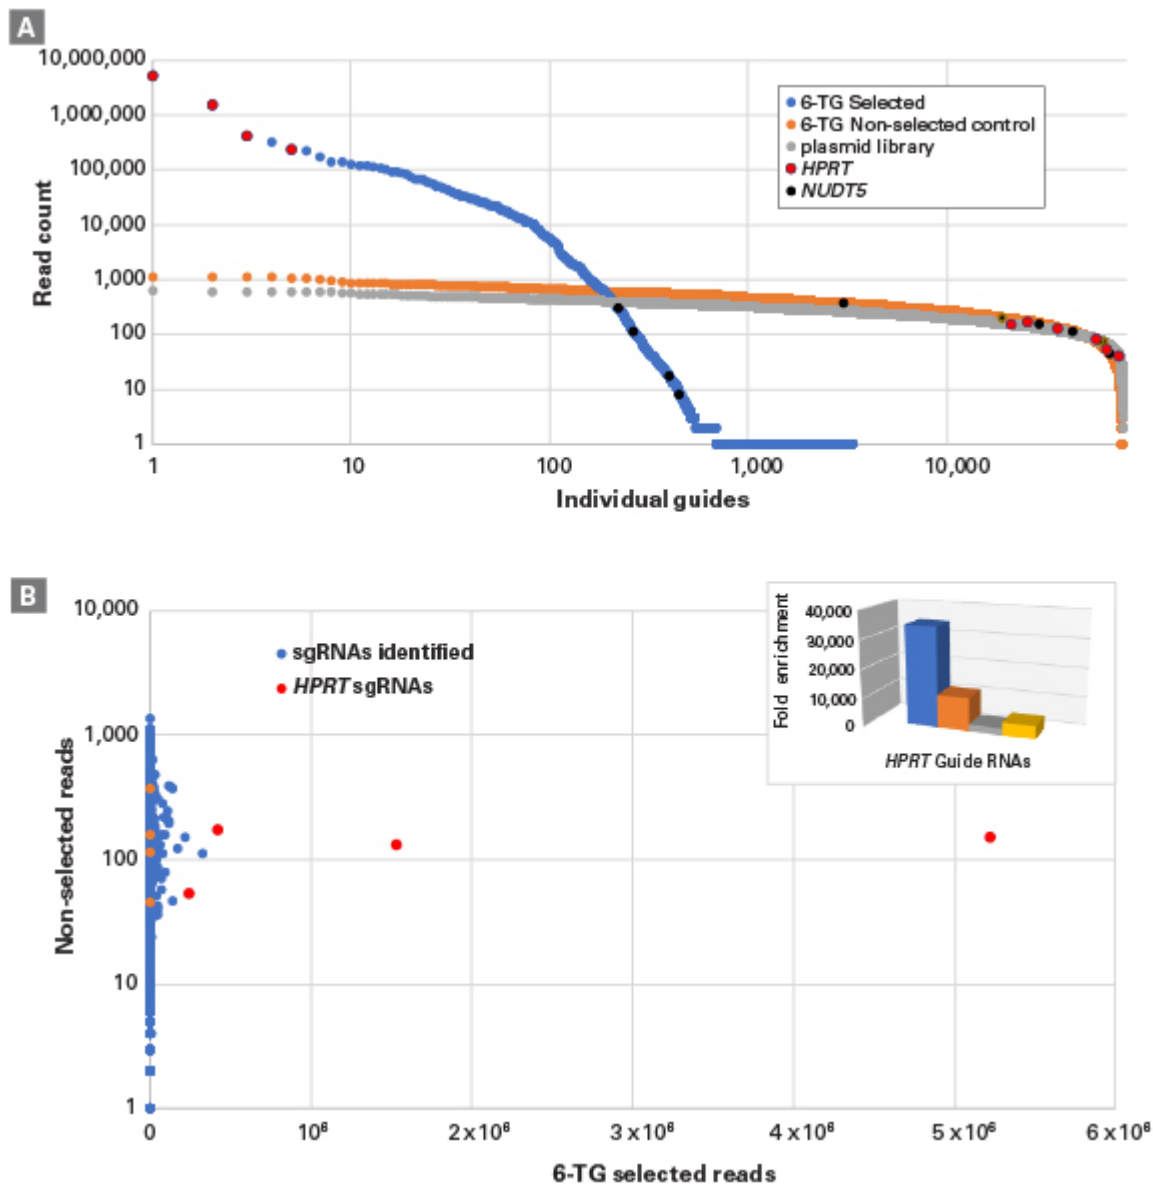 A
10,000,000
1,000,000
100,000
10,000
1,000
100
10
1
Read count
6-TG Selected
6-TG Non-selected control
plasmid library
HPRT
NUDT5
1 10 100 1,000 10,000
Individual guides
B
10,000
1,000
100
10
1
Non-selected reads
sgRNAs identified
HPRT sgRNAs
40,000
30,000
20,000
10,000
0
Fold enrichment
HPRT Guide RNAs
0 10⁶ 2 x 10⁶ 3 x 10⁶ 4 x 10⁶ 5 x 10⁶ 6 x 10⁶
6-TG selected reads